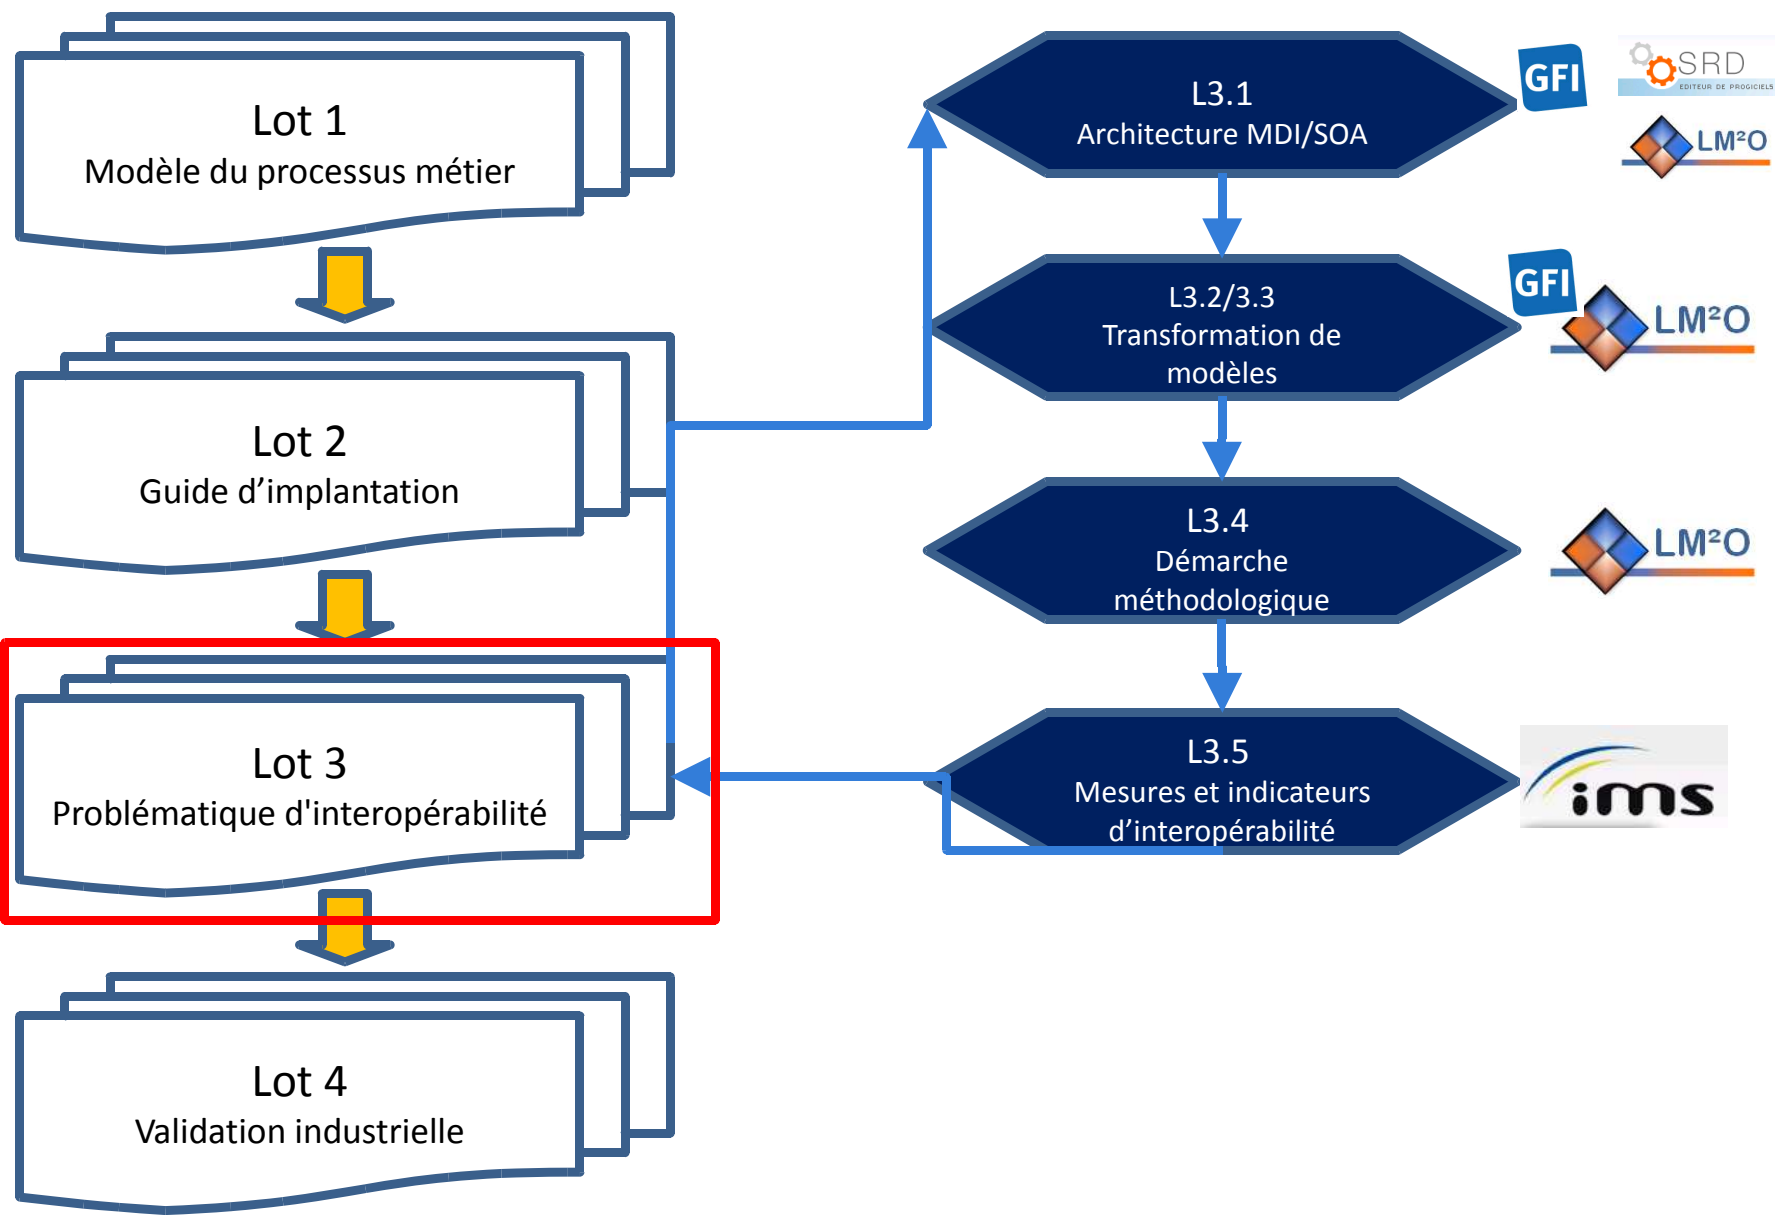 Lot 1
Modèle du processus métier
Lot 2
Guide d’implantation
Lot 3
Problématique d'interopérabilité
Lot 4
Validation industrielle
L3.1
Architecture MDI/SOA
GFI
SRD
EDITEUR DE PROGICIELS
LM²O
L3.2/3.3
Transformation de
modèles
GFI
LM²O
L3.4
Démarche
méthodologique
LM²O
L3.5
Mesures et indicateurs
d’interopérabilité
ims